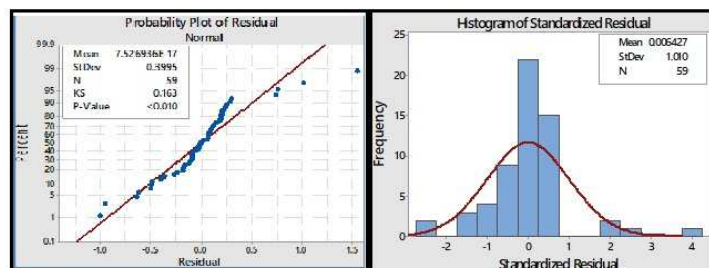 Probability Plot of Residual
Normal
Mean 7.526936E-17
StDev 0.3995
N 59
KS 0.163
P-Value <0.010
Percent
99.9
99
95
90
80
70
60
50
40
30
20
10
5
1
0.1
-1.0 -0.5 0.0 0.5 1.0 1.5
Residual
Histogram of Standardized Residual
Mean 0.006427
StDev 1.010
N 59
Frequency
25
20
15
10
5
0
-2 -1 0 1 2 3 4
Standardized Residual